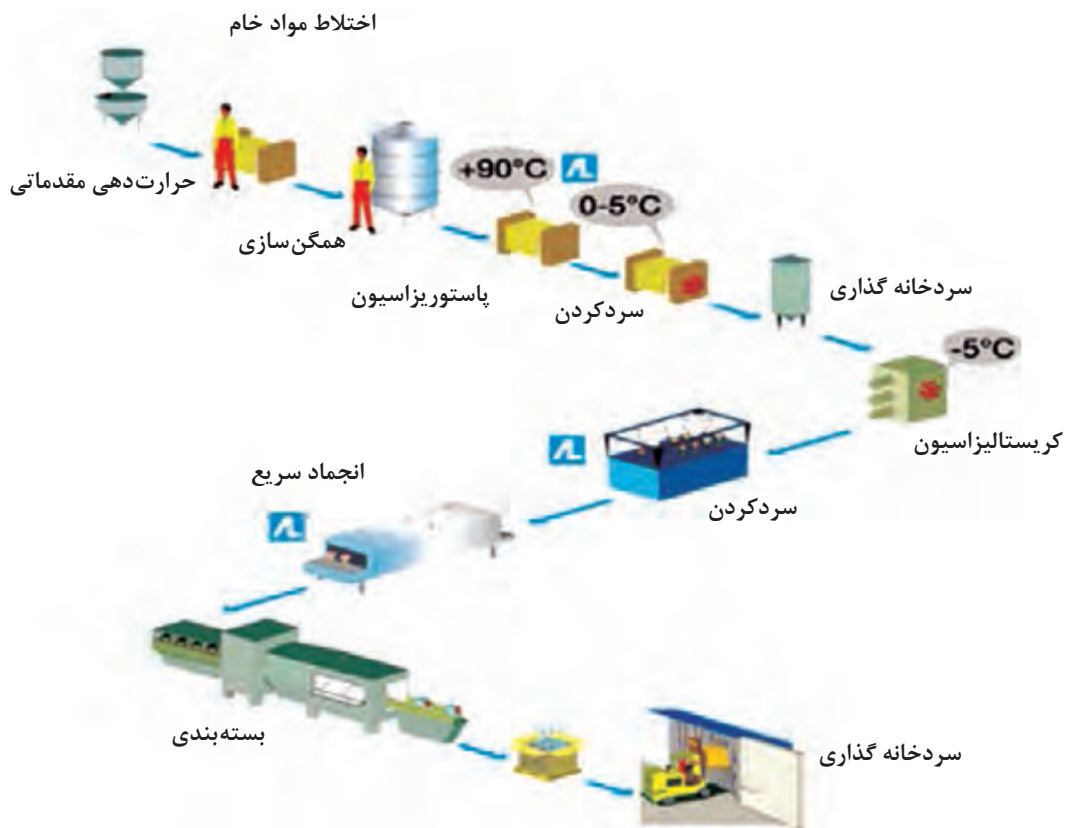 اختلاط مواد خام
حرارت‌دهی مقدماتی
همگن‌سازی
+90°C
پاستوریزاسیون
0-5°C
سردکردن
سردخانه گذاری
-5°C
کریستالیزاسیون
سردکردن
انجماد سریع
بسته‌بندی
سردخانه گذاری